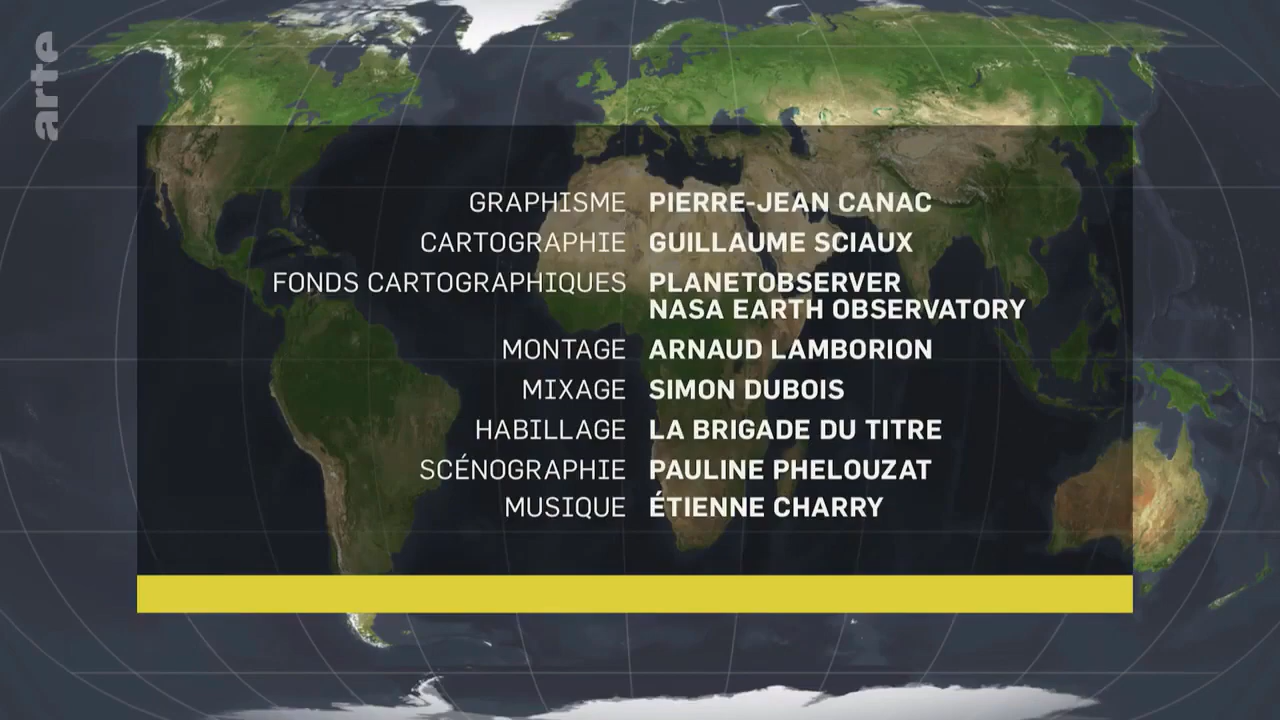 arte
GRAPHISME PIERRE-JEAN CANAC
CARTOGRAPHIE GUILLAUME SCIAUX
FONDS CARTOGRAPHIQUES PLANETOBSERVER
NASA EARTH OBSERVATORY
MONTAGE ARNAUD LAMBORION
MIXAGE SIMON DUBOIS
HABILLAGE LA BRIGADE DU TITRE
SCÉNOGRAPHIE PAULINE PHELOUZAT
MUSIQUE ÉTIENNE CHARRY